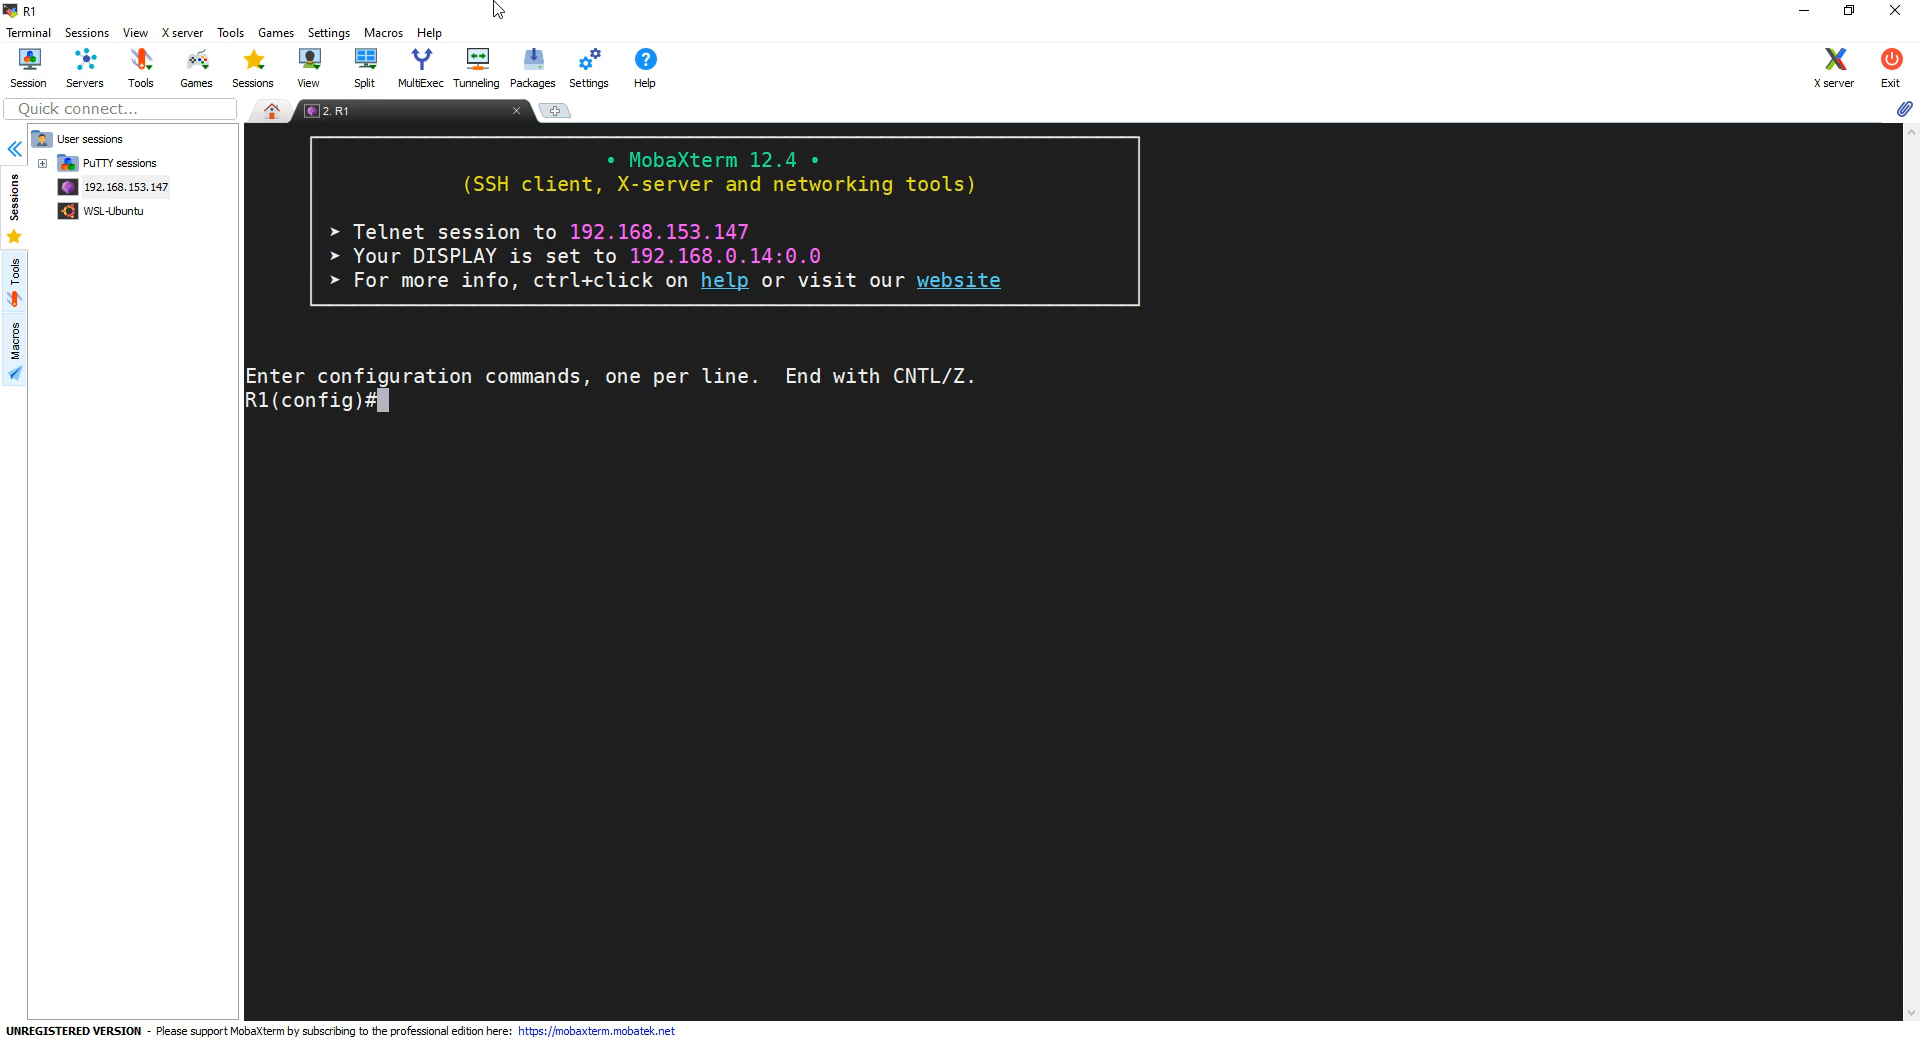 R1
Terminal Sessions View X server Tools Games Settings Macros Help
Session Servers Tools Games Sessions View Split MultiExec Tunneling Packages Settings Help X server Exit
Quick connect...
2. R1
User sessions
PuTTY sessions
192.168.153.147
WSL-Ubuntu
Sessions
Tools
Macros
• MobaXterm 12.4 •
(SSH client, X-server and networking tools)
➤ Telnet session to 192.168.153.147
➤ Your DISPLAY is set to 192.168.0.14:0.0
➤ For more info, ctrl+click on help or visit our website
Enter configuration commands, one per line.  End with CNTL/Z.
R1(config)#
UNREGISTERED VERSION - Please support MobaXterm by subscribing to the professional edition here: https://mobaxterm.mobatek.net